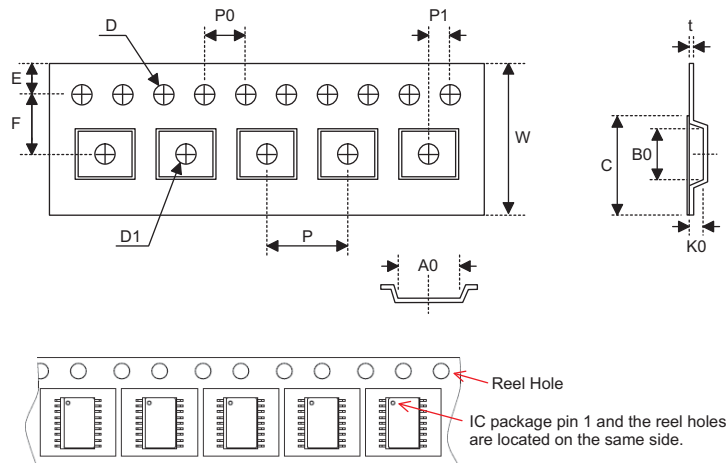 D
P0
P1
t
E
F
W
C
B0
D1
P
K0
A0
Reel Hole
IC package pin 1 and the reel holes
are located on the same side.